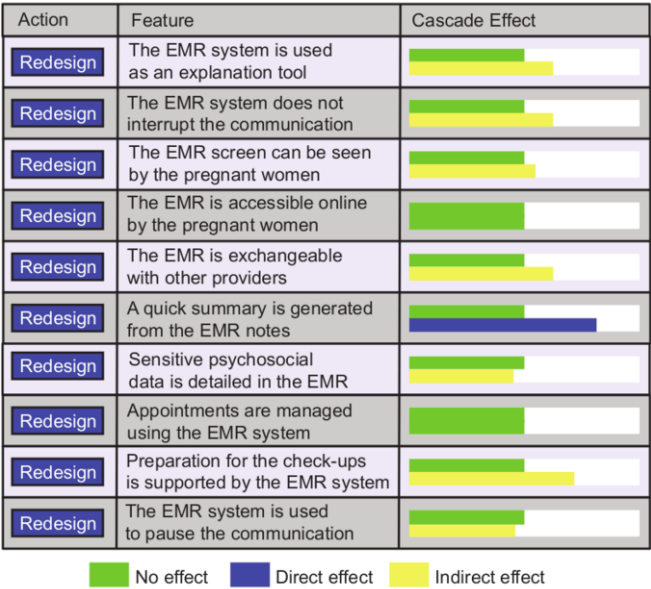 Action Feature Cascade Effect
Redesign The EMR system is used
as an explanation tool
Redesign The EMR system does not
interrupt the communication
Redesign The EMR screen can be seen
by the pregnant women
Redesign The EMR is accessible online
by the pregnant women
Redesign The EMR is exchangeable
with other providers
Redesign A quick summary is generated
from the EMR notes
Redesign Sensitive psychosocial
data is detailed in the EMR
Redesign Appointments are managed
using the EMR system
Redesign Preparation for the check-ups
is supported by the EMR system
Redesign The EMR system is used
to pause the communication
No effect Direct effect Indirect effect